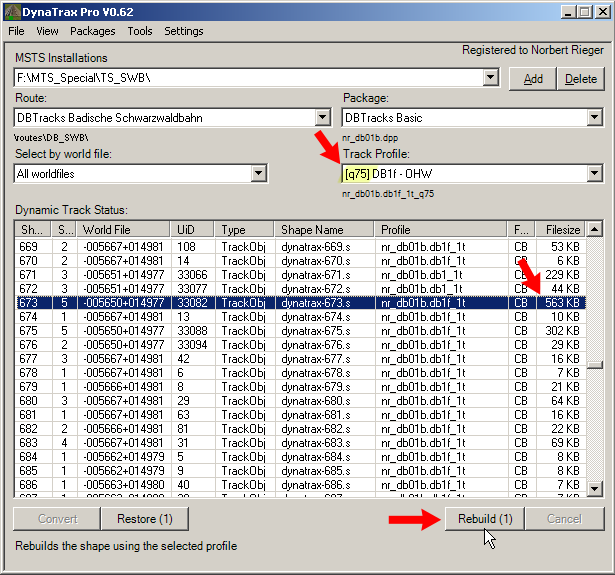 DynaTrax Pro V0.62
File View Packages Tools Settings
MSTS Installations
Registered to Norbert Rieger
F:\MTS_Special\TS_SWB\
Add Delete
Route: Package:
DBTracks Badische Schwarzwaldbahn DBTracks Basic
\routes\DB_SWB\ nr_db01b.dpp
Select by world file: Track Profile:
All worldfiles [q75] DB1f - OHW
nr_db01b.db1f_1t_q75
Dynamic Track Status:
Sh... S... World File UiD Type Shape Name Profile F... Filesize
669 2 -005667+014981 108 TrackObj dynatrax-669.s nr_db01b.db1f_1t CB 53 KB
670 2 -005667+014981 14 TrackObj dynatrax-670.s nr_db01b.db1f_1t CB 6 KB
671 3 -005651+014977 33066 TrackObj dynatrax-671.s nr_db01b.db1_1t CB 229 KB
672 3 -005651+014977 33077 TrackObj dynatrax-672.s nr_db01b.db1_1t CB 44 KB
673 5 -005650+014977 33082 TrackObj dynatrax-673.s nr_db01b.db1f_1t CB 563 KB
674 1 -005667+014981 13 TrackObj dynatrax-674.s nr_db01b.db1f_1t CB 10 KB
675 5 -005650+014977 33088 TrackObj dynatrax-675.s nr_db01b.db1f_1t CB 302 KB
676 2 -005650+014977 33094 TrackObj dynatrax-676.s nr_db01b.db1f_1t CB 29 KB
677 3 -005667+014981 42 TrackObj dynatrax-677.s nr_db01b.db1f_1t CB 16 KB
678 1 -005667+014981 6 TrackObj dynatrax-678.s nr_db01b.db1f_1t CB 7 KB
679 1 -005667+014981 8 TrackObj dynatrax-679.s nr_db01b.db1f_1t CB 21 KB
680 3 -005667+014981 29 TrackObj dynatrax-680.s nr_db01b.db1f_1t CB 64 KB
681 1 -005667+014981 63 TrackObj dynatrax-681.s nr_db01b.db1f_1t CB 16 KB
682 2 -005666+014981 81 TrackObj dynatrax-682.s nr_db01b.db1f_1t CB 22 KB
683 4 -005666+014981 31 TrackObj dynatrax-683.s nr_db01b.db1f_1t CB 69 KB
684 1 -005662+014979 5 TrackObj dynatrax-684.s nr_db01b.db1f_1t CB 8 KB
685 1 -005662+014979 9 TrackObj dynatrax-685.s nr_db01b.db1f_1t CB 8 KB
686 1 -005663+014980 40 TrackObj dynatrax-686.s nr_db01b.db1f_1t CB 7 KB
Convert Restore (1) Rebuild (1) Cancel
Rebuilds the shape using the selected profile